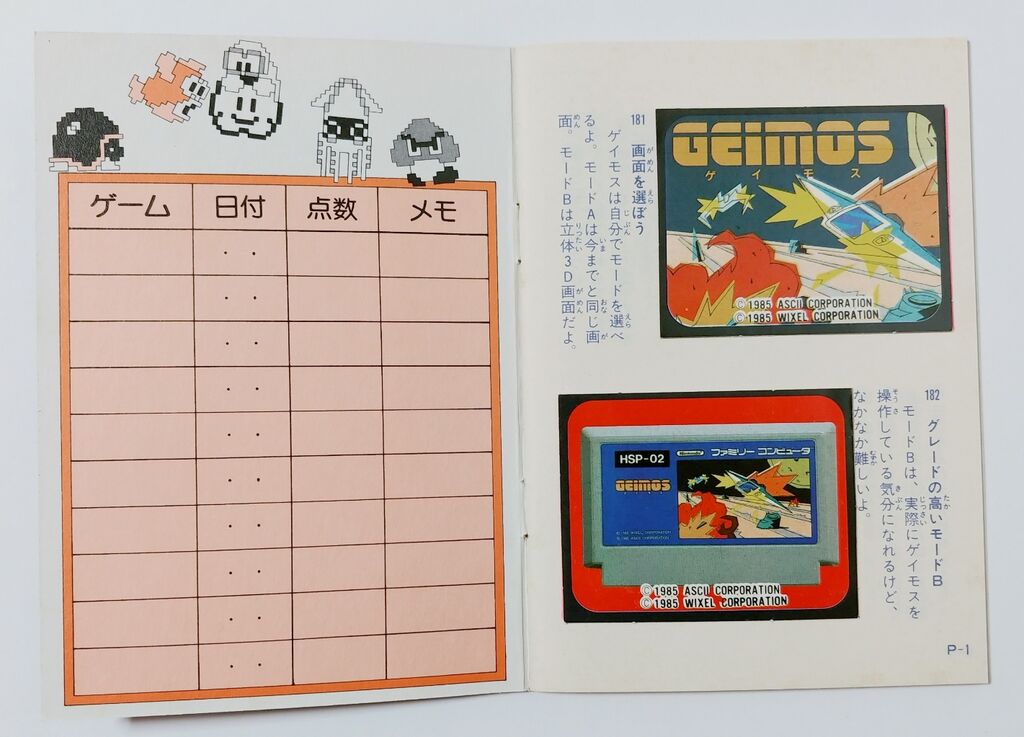 ゲーム 日付 点数 メモ
181 画面を選ぼう
ゲイモスは自分でモードを選べ
るよ。モードAは今までと同じ画
面。モードBは立体3D画面だよ。
GEIMOS
ゲイモス
©1985 ASCII CORPORATION
©1985 WIXEL CORPORATION
182 グレードの高いモードB
モードBは、実際にゲイモスを
操作している気分になれるけど、
なかなか難しいよ。
HSP-02
Nintendo ファミリー コンピュータ
GEIMOS
©1985 ASCII CORPORATION
©1985 WIXEL CORPORATION
P-1